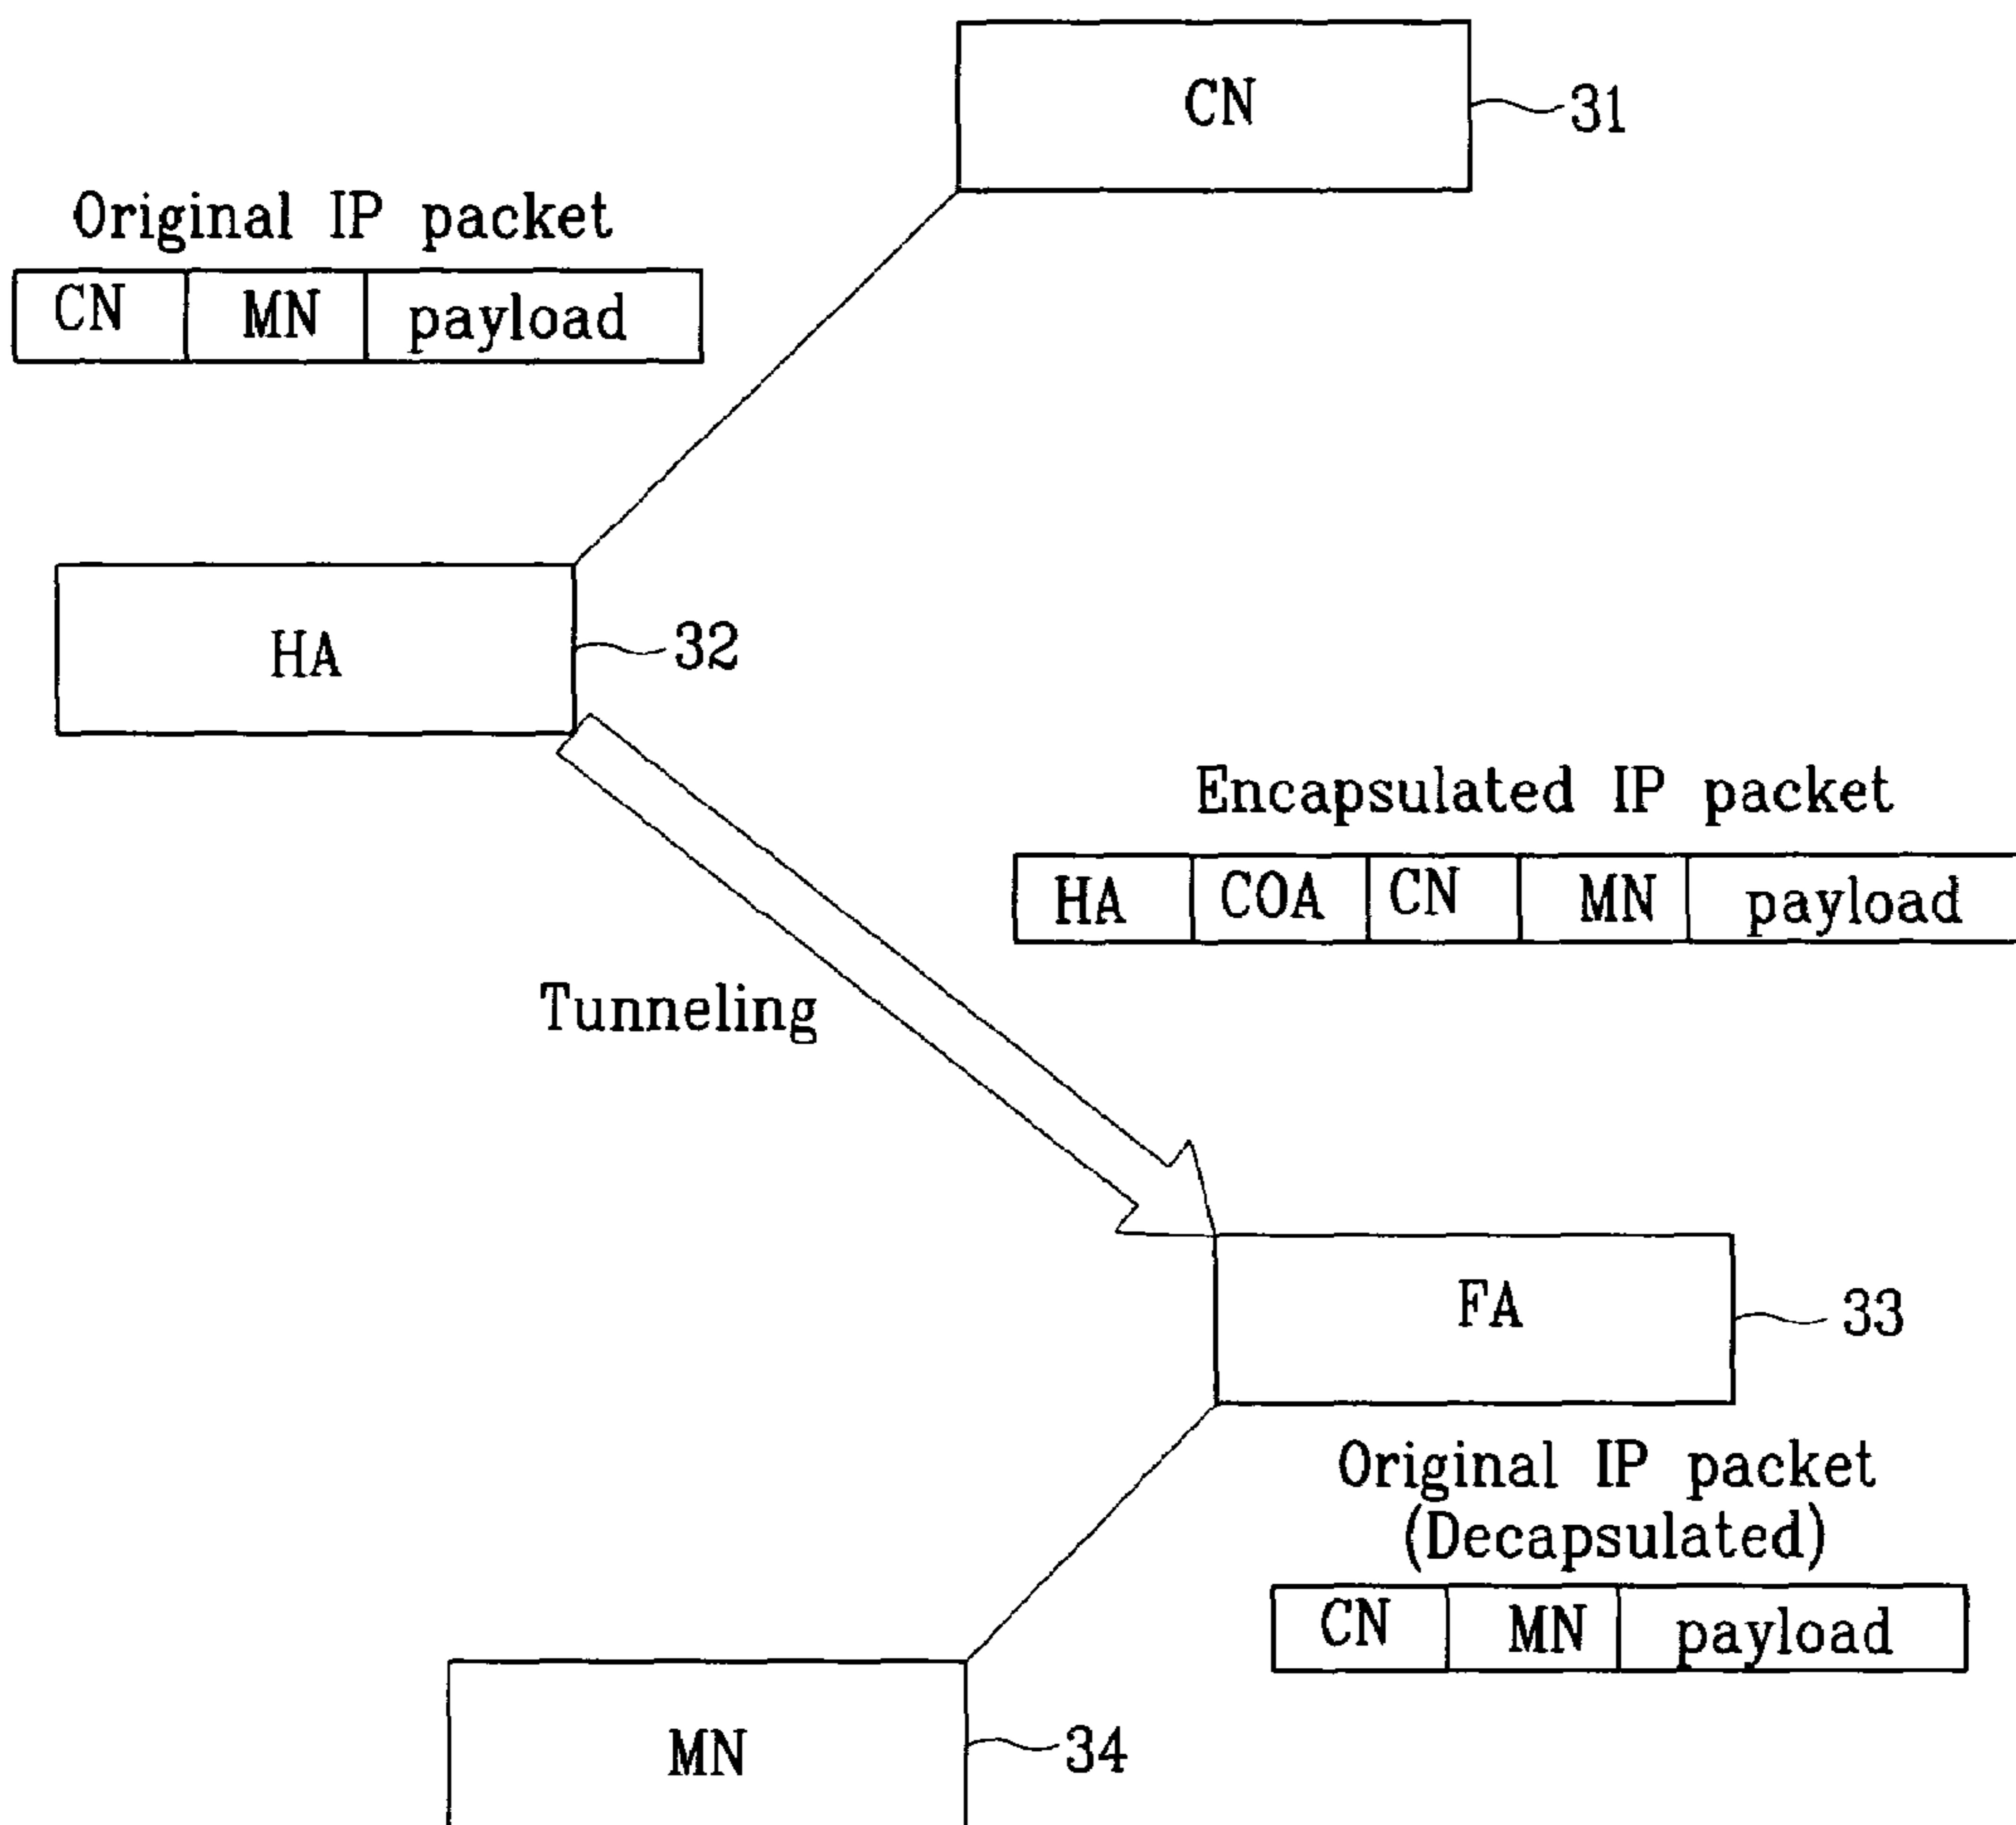 CN
31
Original IP packet
CN MN payload
HA
32
Encapsulated IP packet
HA COA CN MN payload
Tunneling
FA
33
Original IP packet
(Decapsulated)
CN MN payload
MN
34